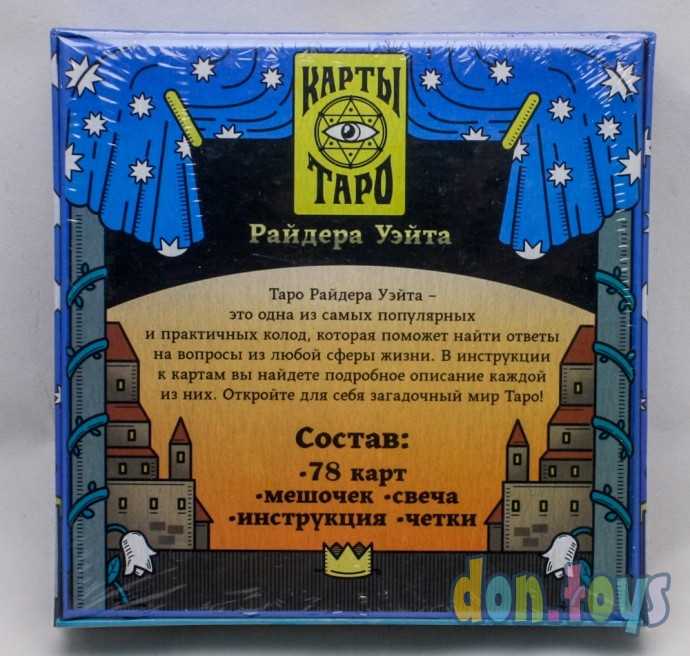 КАРТЫ
ТАРО
Райдера Уэйта
Таро Райдера Уэйта –
это одна из самых популярных
и практичных колод, которая поможет найти ответы
на вопросы из любой сферы жизни. В инструкции
к картам вы найдете подробное описание каждой
из них. Откройте для себя загадочный мир Таро!
Состав:
•78 карт
•мешочек •свеча
•инструкция •четки
don.toys